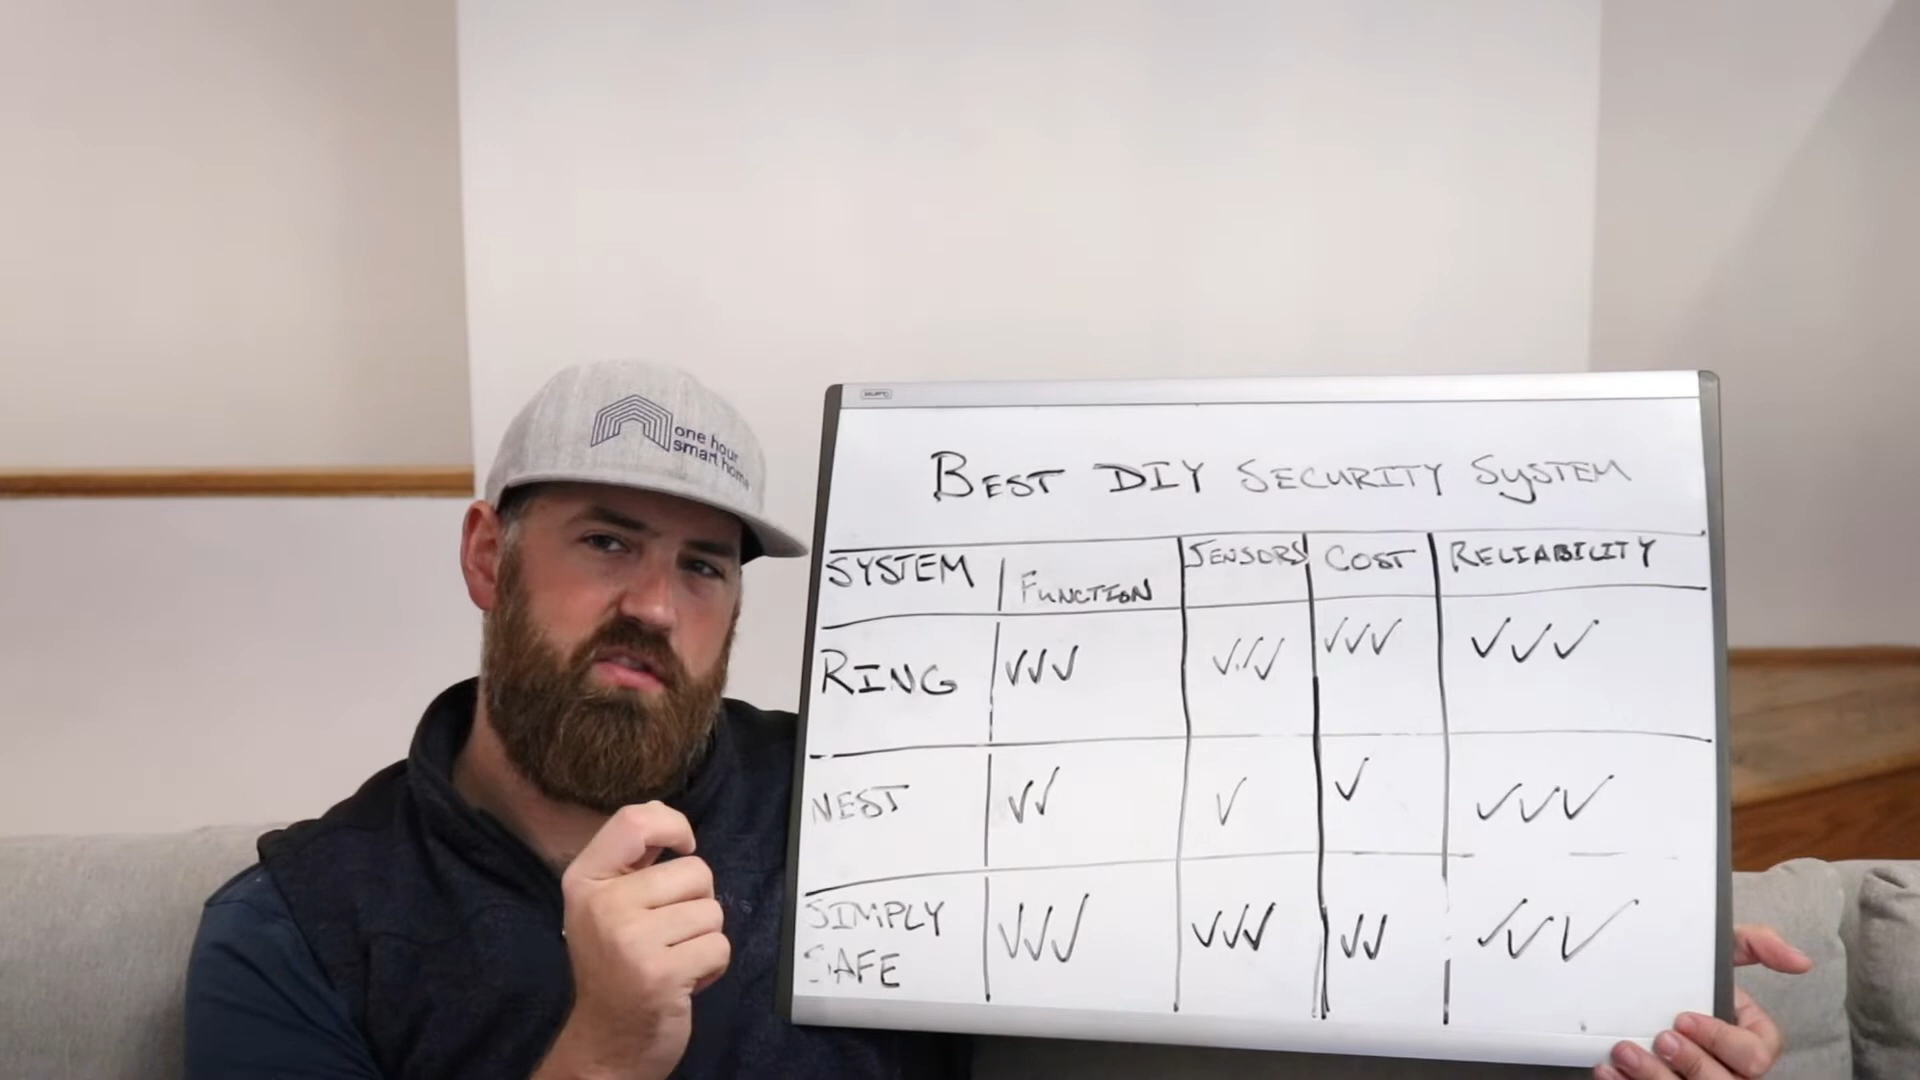 one hour
smart home
BEST DIY SECURITY SYSTEM
SYSTEM FUNCTION SENSORS COST RELIABILITY
RING ✓✓✓ ✓✓✓ ✓✓✓ ✓✓✓
NEST ✓✓ ✓ ✓ ✓✓✓
SIMPLY ✓✓✓ ✓✓✓ ✓✓ ✓✓✓
SAFE